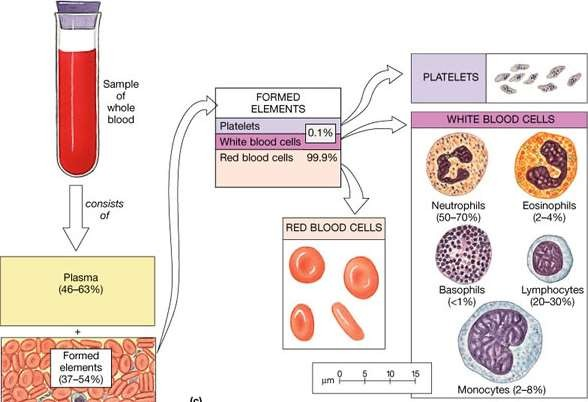 Sample
of
whole
blood
consists
of
Plasma
(46–63%)
+
Formed
elements
(37–54%)
FORMED
ELEMENTS
Platelets
0.1%
White blood cells
Red blood cells 99.9%
PLATELETS
WHITE BLOOD CELLS
Neutrophils
(50–70%)
Eosinophils
(2–4%)
Basophils
(<1%)
Lymphocytes
(20–30%)
Monocytes (2–8%)
RED BLOOD CELLS
µm 0 5 10 15
(c)